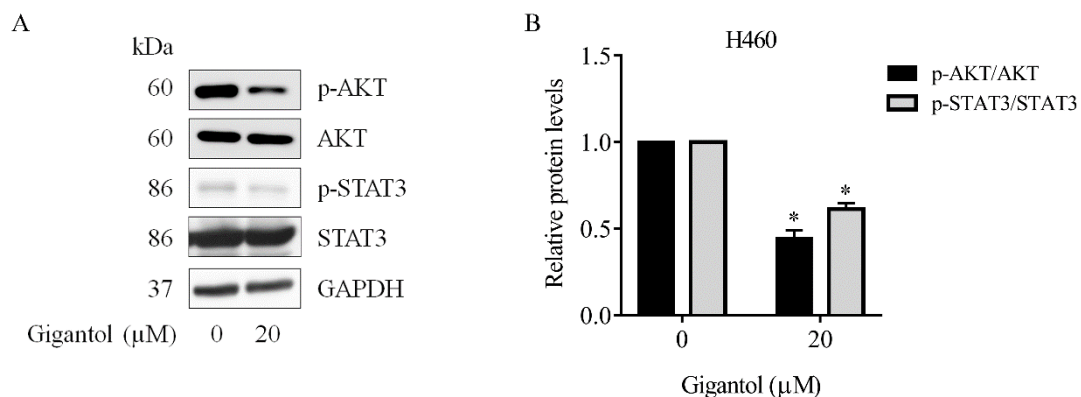 A
kDa
60 p-AKT
60 AKT
86 p-STAT3
86 STAT3
37 GAPDH
Gigantol (µM) 0 20
B
H460
1.5
1.0
0.5
0.0
Relative protein levels
* *
0 20
Gigantol (µM)
p-AKT/AKT
p-STAT3/STAT3